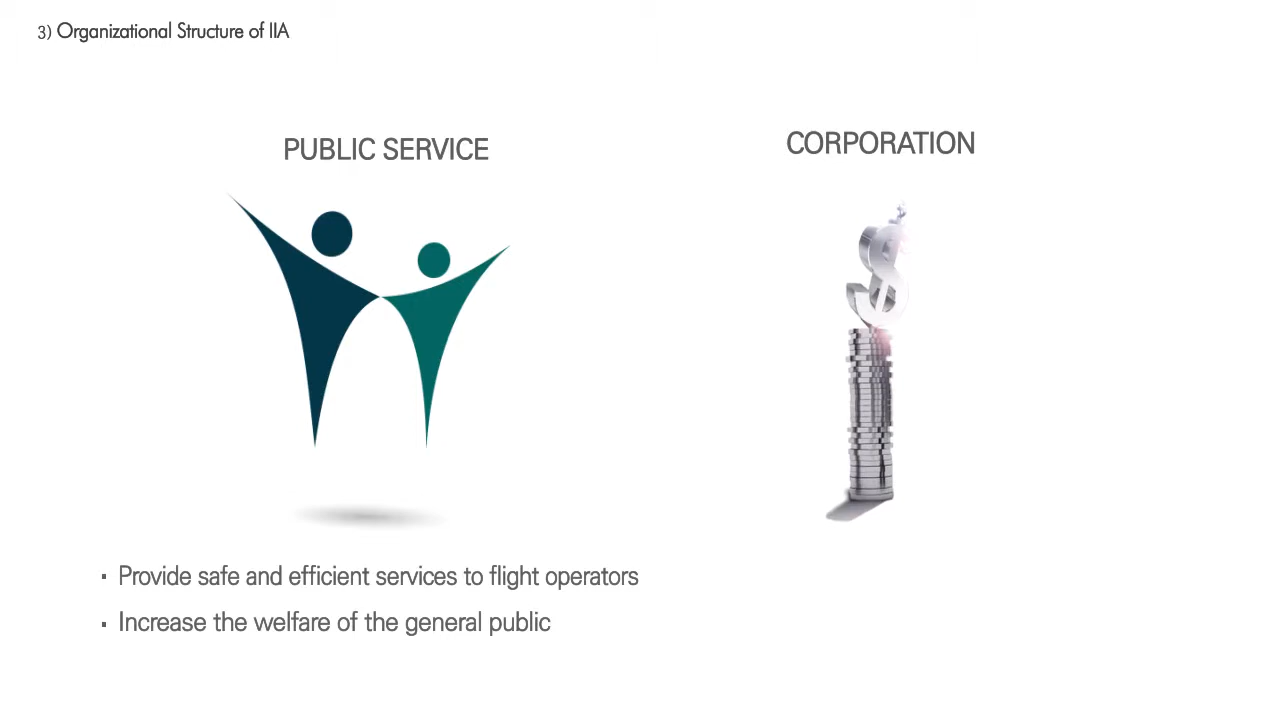 3) Organizational Structure of IIA
PUBLIC SERVICE
CORPORATION
▪ Provide safe and efficient services to flight operators
▪ Increase the welfare of the general public